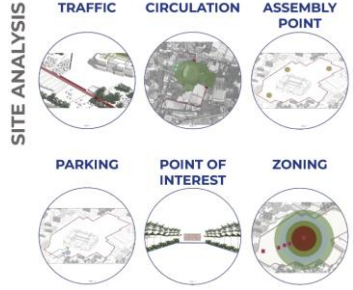 SITE ANALYSIS
TRAFFIC
CIRCULATION
ASSEMBLY
POINT
PARKING
POINT OF
INTEREST
ZONING